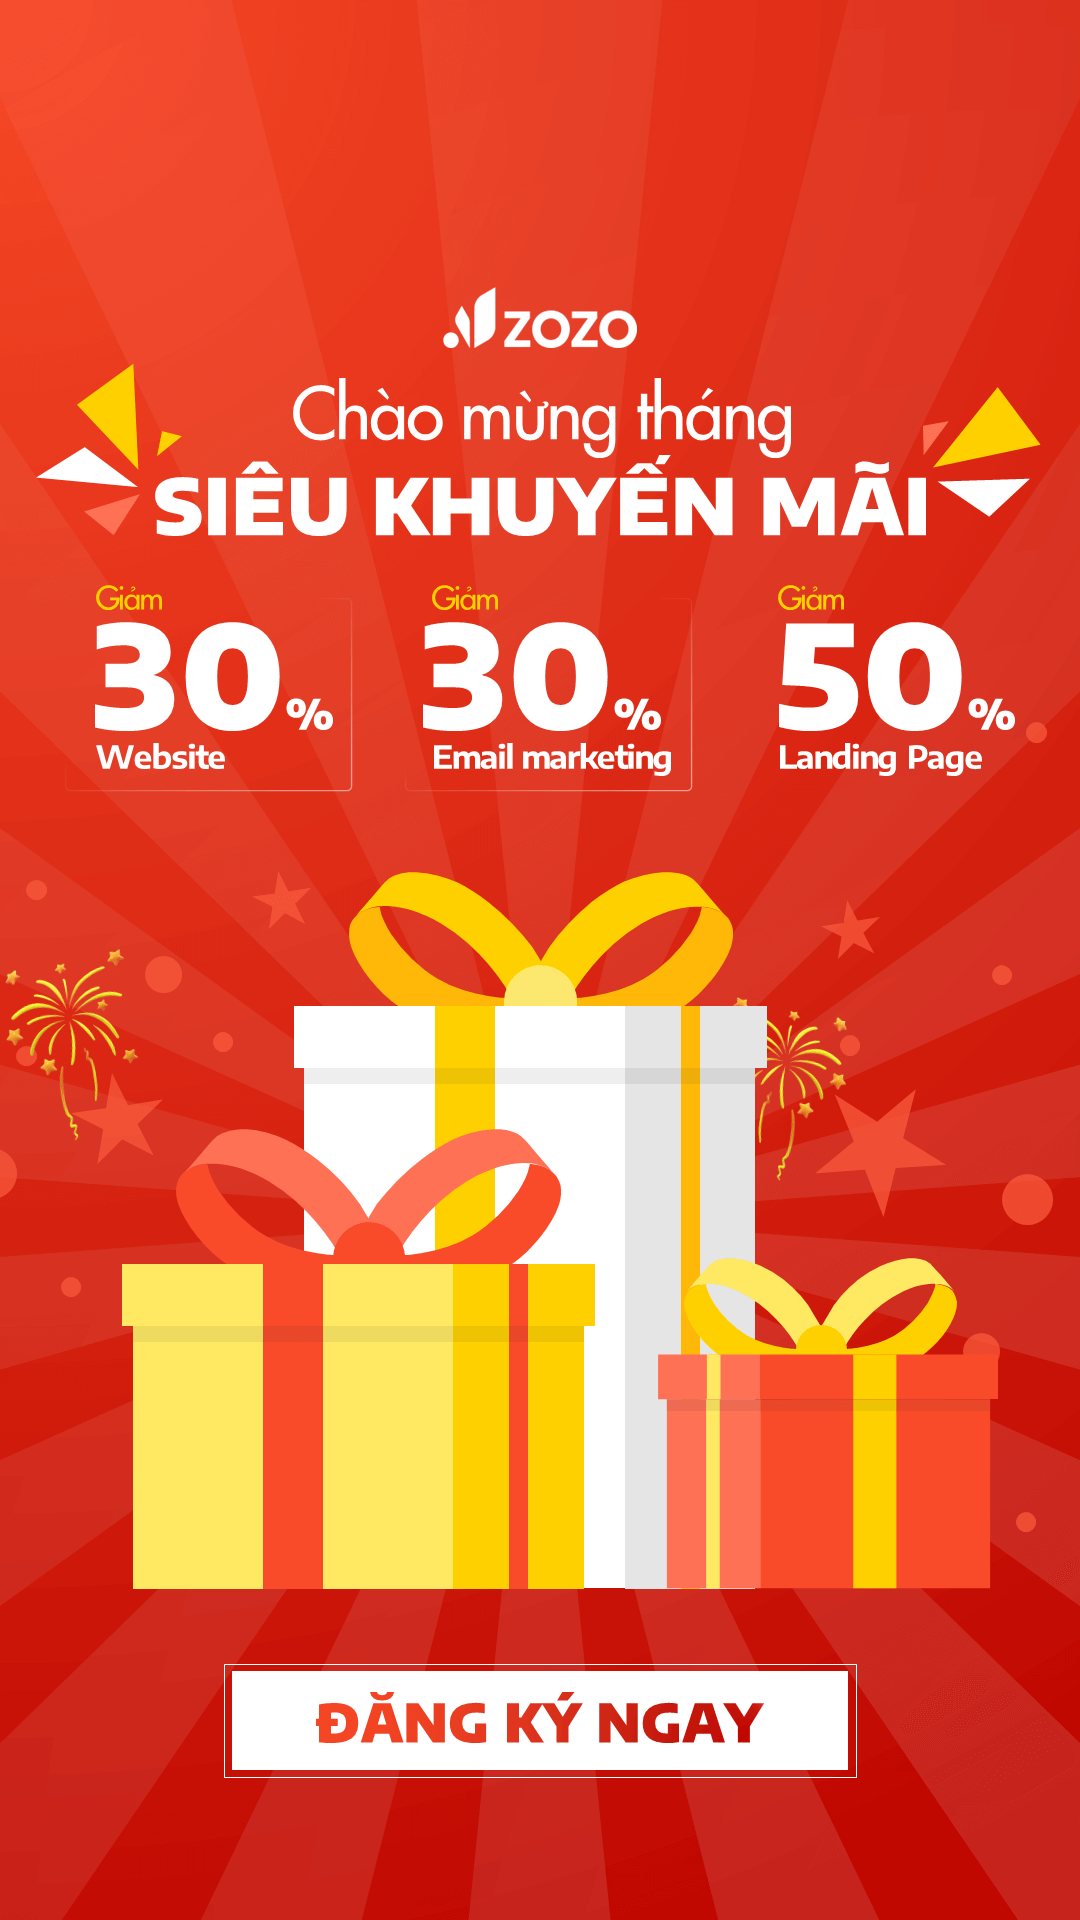 zozo
Chào mừng tháng
SIÊU KHUYẾN MÃI
Giảm
30%
Website
Giảm
30%
Email marketing
Giảm
50%
Landing Page
ĐĂNG KÝ NGAY